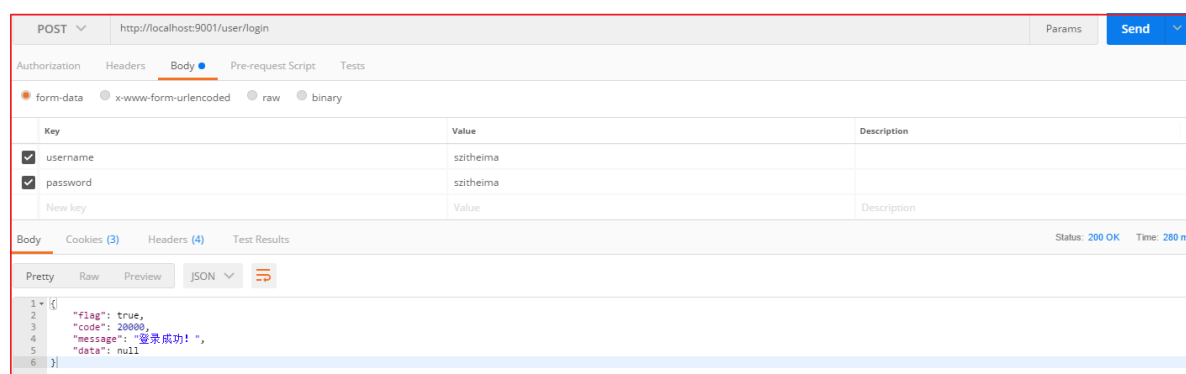 POST http://localhost:9001/user/login Params Send
Authorization Headers Body Pre-request Script Tests
form-data x-www-form-urlencoded raw binary
Key Value Description
username szitheima
password szitheima
New key Value Description
Body Cookies (3) Headers (4) Test Results Status: 200 OK Time: 280 m
Pretty Raw Preview JSON
1 {
2 "flag": true,
3 "code": 20000,
4 "message": "登录成功！",
5 "data": null
6 }